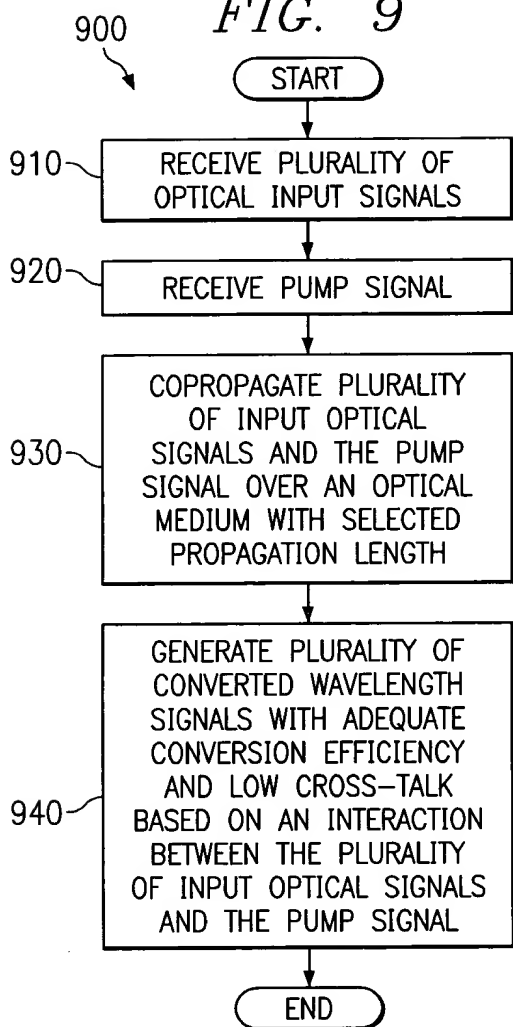 FIG. 9
900
START
910
RECEIVE PLURALITY OF
OPTICAL INPUT SIGNALS
920
RECEIVE PUMP SIGNAL
930
COPROPAGATE PLURALITY
OF INPUT OPTICAL
SIGNALS AND THE PUMP
SIGNAL OVER AN OPTICAL
MEDIUM WITH SELECTED
PROPAGATION LENGTH
940
GENERATE PLURALITY OF
CONVERTED WAVELENGTH
SIGNALS WITH ADEQUATE
CONVERSION EFFICIENCY
AND LOW CROSS-TALK
BASED ON AN INTERACTION
BETWEEN THE PLURALITY
OF INPUT OPTICAL SIGNALS
AND THE PUMP SIGNAL
END